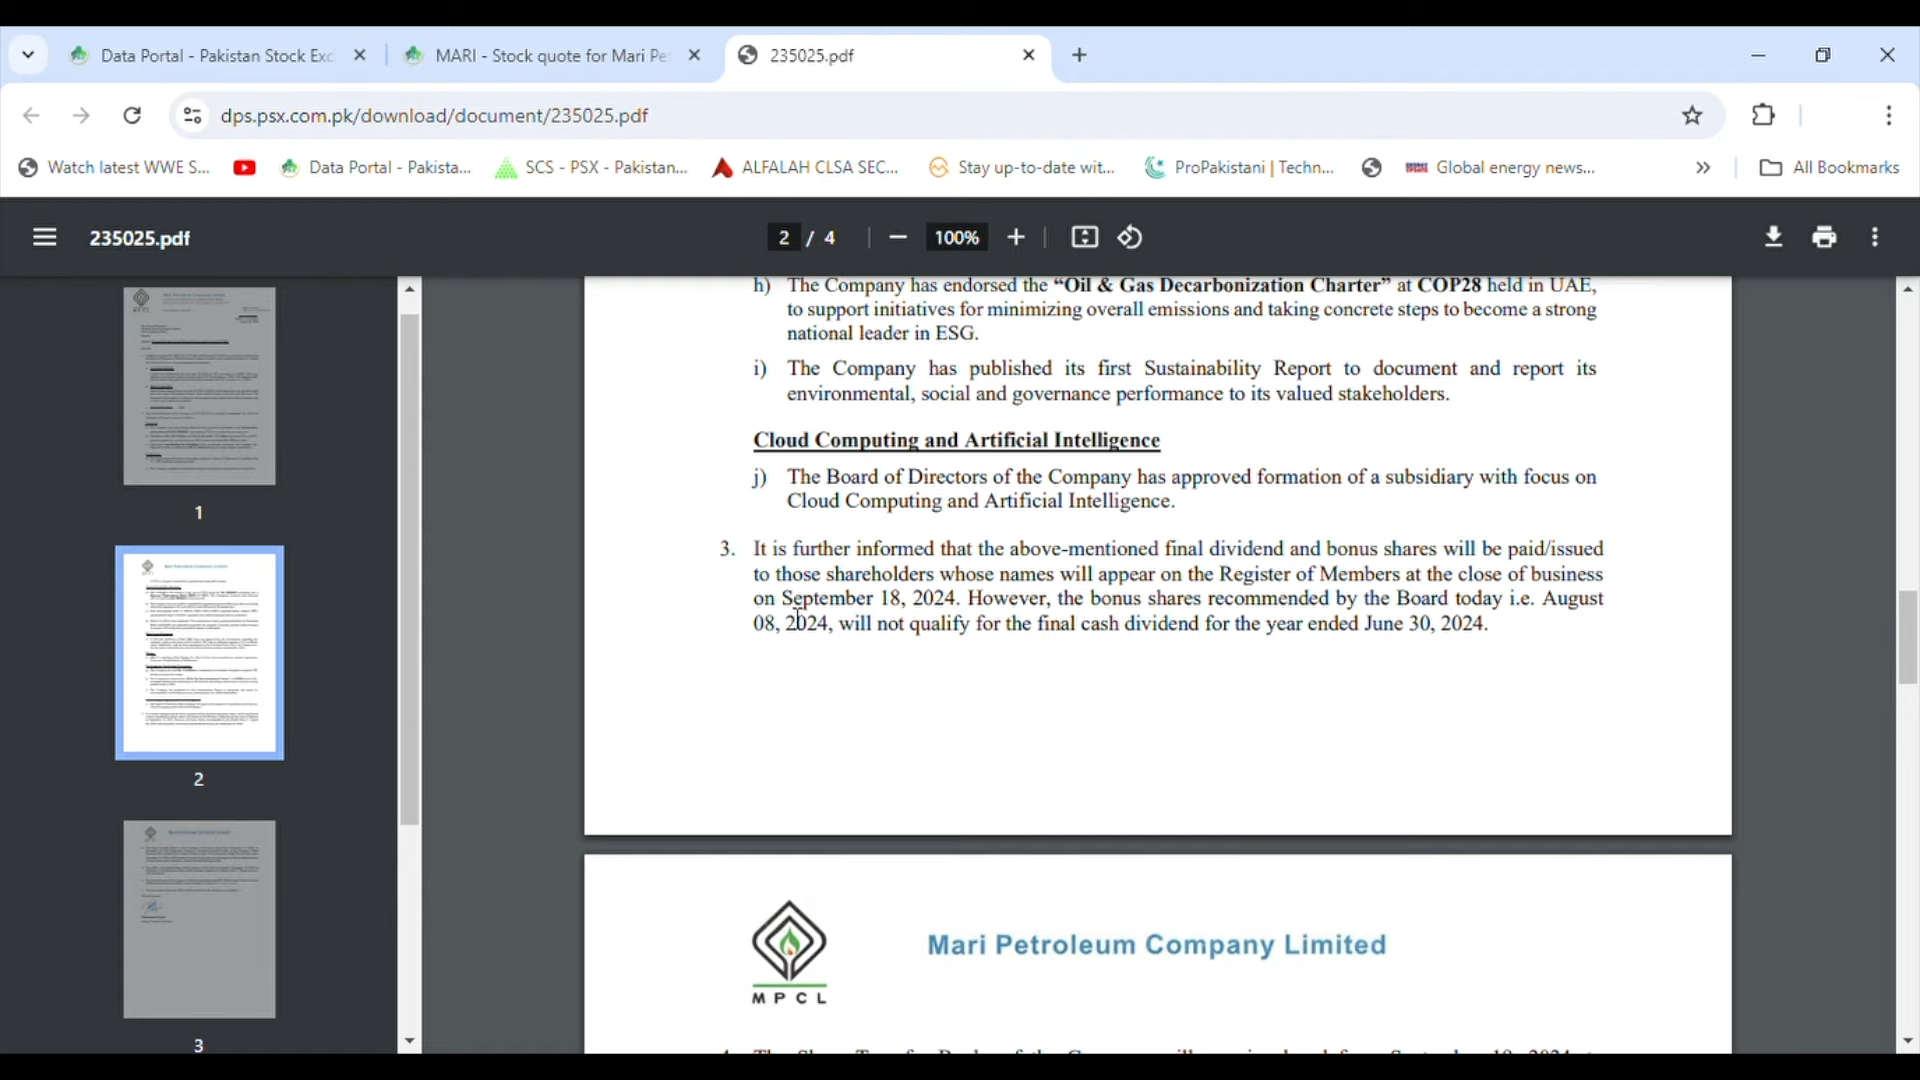 Data Portal - Pakistan Stock Exc
MARI - Stock quote for Mari Pe
235025.pdf
dps.psx.com.pk/download/document/235025.pdf
Watch latest WWE S...
Data Portal - Pakista...
SCS - PSX - Pakistan...
ALFALAH CLSA SEC...
Stay up-to-date wit...
ProPakistani | Techn...
Global energy news...
All Bookmarks
235025.pdf
2 / 4
100%
h) The Company has endorsed the “Oil & Gas Decarbonization Charter” at COP28 held in UAE,
to support initiatives for minimizing overall emissions and taking concrete steps to become a strong
national leader in ESG.
i) The Company has published its first Sustainability Report to document and report its
environmental, social and governance performance to its valued stakeholders.
Cloud Computing and Artificial Intelligence
j) The Board of Directors of the Company has approved formation of a subsidiary with focus on
Cloud Computing and Artificial Intelligence.
3. It is further informed that the above-mentioned final dividend and bonus shares will be paid/issued
to those shareholders whose names will appear on the Register of Members at the close of business
on September 18, 2024. However, the bonus shares recommended by the Board today i.e. August
08, 2024, will not qualify for the final cash dividend for the year ended June 30, 2024.
MPCL
Mari Petroleum Company Limited
1
2
3